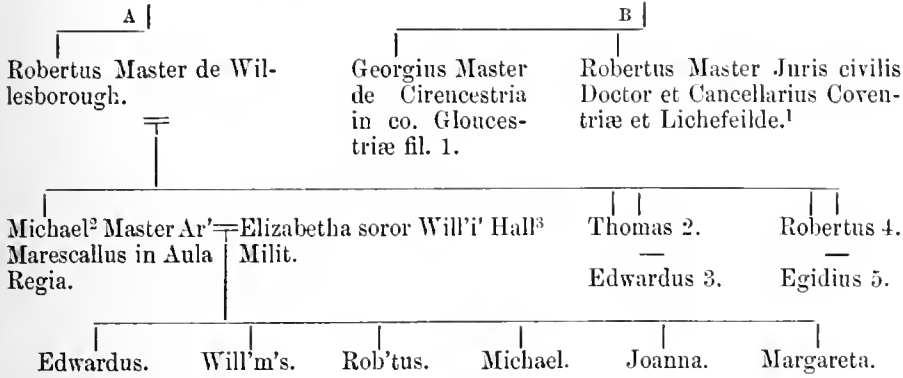 A B
Robertus Master de Wil-
lesborough.
Georgius Master
de Cirencestria
in co. Glouces-
triæ fil. 1.
Robertus Master Juris civilis
Doctor et Cancellarius Coven-
triæ et Lichefeilde.¹
Michael² Master Ar'
Marescallus in Aula
Regia.
Elizabetha soror Will'i' Hall³
Milit.
Thomas 2.
Edwardus 3.
Robertus 4.
Egidius 5.
Edwardus. Will'm's. Rob'tus. Michael. Joanna. Margareta.